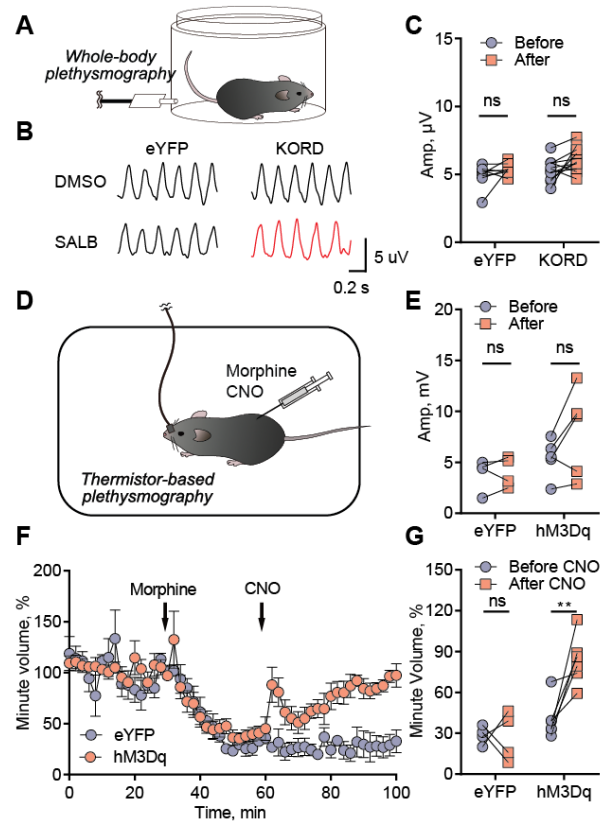 A
Whole-body
plethysmography
B
eYFP
KORD
DMSO
SALB
5 uV
0.2 s
C
Before
After
15
10
5
0
Amp, µV
ns
ns
eYFP
KORD
D
Morphine
CNO
Thermistor-based
plethysmography
E
Before
After
20
15
10
5
0
Amp, mV
ns
ns
eYFP
hM3Dq
F
200
150
100
50
0
Minute volume, %
Morphine
CNO
eYFP
hM3Dq
0
20
40
60
80
100
Time, min
G
Before CNO
After CNO
150
120
90
60
30
0
Minute Volume, %
ns
**
eYFP
hM3Dq